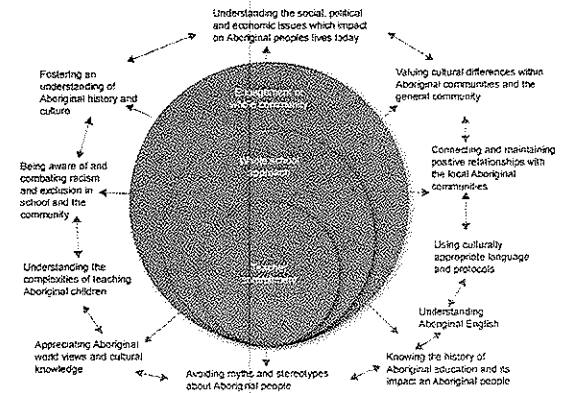 Understanding the social, political
and economic issues which impact
on Aboriginal peoples lives today
Fostering an
understanding of
Aboriginal history and
culture
Valuing cultural differences within
Aboriginal communities and the
general community
Whole school
Being aware of and
combating racism
and exclusion in
school and the
community
Connecting and maintaining
positive relationships with
the local Aboriginal
communities
Using culturally
appropriate language
and protocols
Understanding the
complexities of teaching
Aboriginal children
Understanding
Aboriginal English
Appreciating Aboriginal
world views and cultural
knowledge
Avoiding myths and stereotypes
about Aboriginal people
Knowing the history of
Aboriginal education and its
impact an Aboriginal people